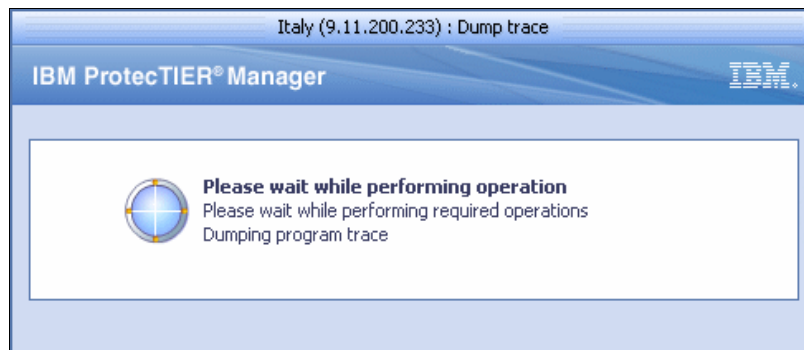 Italy (9.11.200.233) : Dump trace
IBM ProtecTIER® Manager
IBM.
Please wait while performing operation
Please wait while performing required operations
Dumping program trace